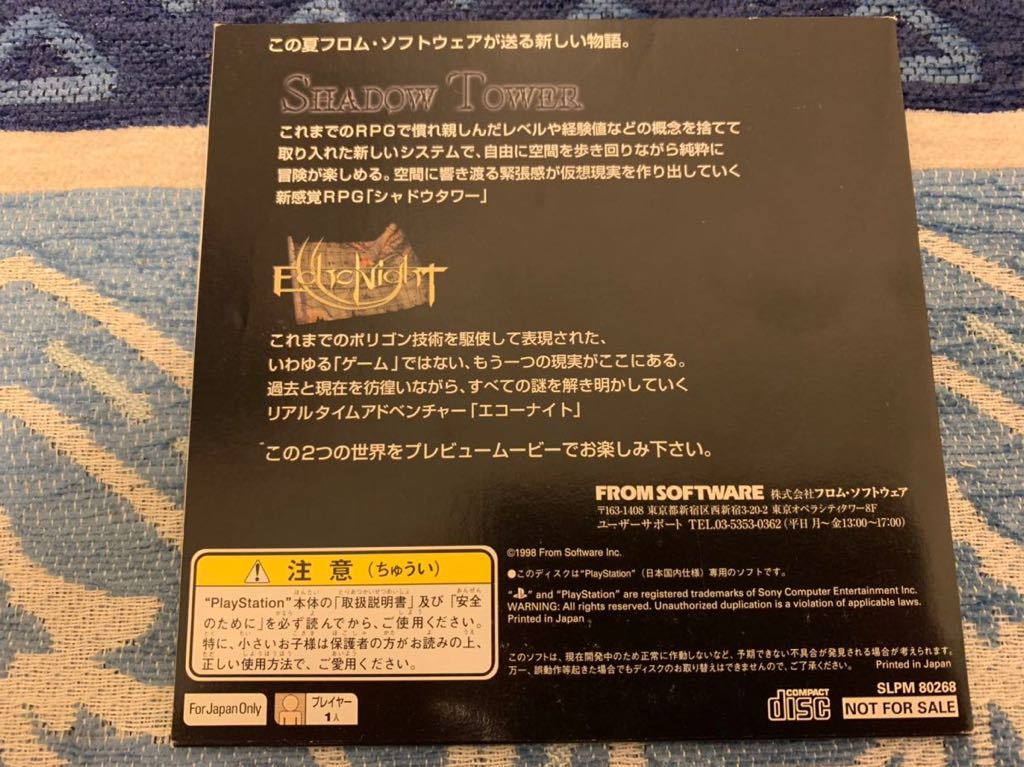 この夏フロム・ソフトウェアが送る新しい物語。
SHADOW TOWER
これまでのRPGで慣れ親しんだレベルや経験値などの概念を捨てて
取り入れた新しいシステムで、自由に空間を歩き回りながら純粋に
冒険が楽しめる。空間に響き渡る緊張感が仮想現実を作り出していく
新感覚RPG「シャドウタワー」
EchoNight
これまでのポリゴン技術を駆使して表現された、
いわゆる「ゲーム」ではない、もう一つの現実がここにある。
過去と現在を彷徨いながら、すべての謎を解き明かしていく
リアルタイムアドベンチャー「エコーナイト」
この2つの世界をプレビュームービーでお楽しみ下さい。
FROM SOFTWARE 株式会社フロム・ソフトウェア
〒163-1408 東京都新宿区西新宿3-20-2 東京オペラシティタワー8F
ユーザーサポート TEL.03-5353-0362(平日 月〜金13:00〜17:00)
©1998 From Software Inc.
●このディスクは"PlayStation"(日本国内仕様)専用のソフトです。
" " and "PlayStation" are registered trademarks of Sony Computer Entertainment Inc.
WARNING: All rights reserved. Unauthorized duplication is a violation of applicable laws.
Printed in Japan
注意(ちゅうい)
ほんたい とりあつかいせつめいしょ およ あんぜん
"PlayStation"本体の「取扱説明書」及び「安全
のために」を必ず読んでから、ご使用ください。
特に、小さいお子様は保護者の方がお読みの上、
正しい使用方法で、ご愛用ください。
このソフトは、現在開発中のため正常に作動しないなど、予期できない不具合が発見される場合が考えられます。
万一、誤動作等起きた場合でもディスクのお取り替えはできませんので、ご了承ください。 Printed in Japan
For Japan Only
プレイヤー
1人
COMPACT
disc
SLPM 80268
NOT FOR SALE